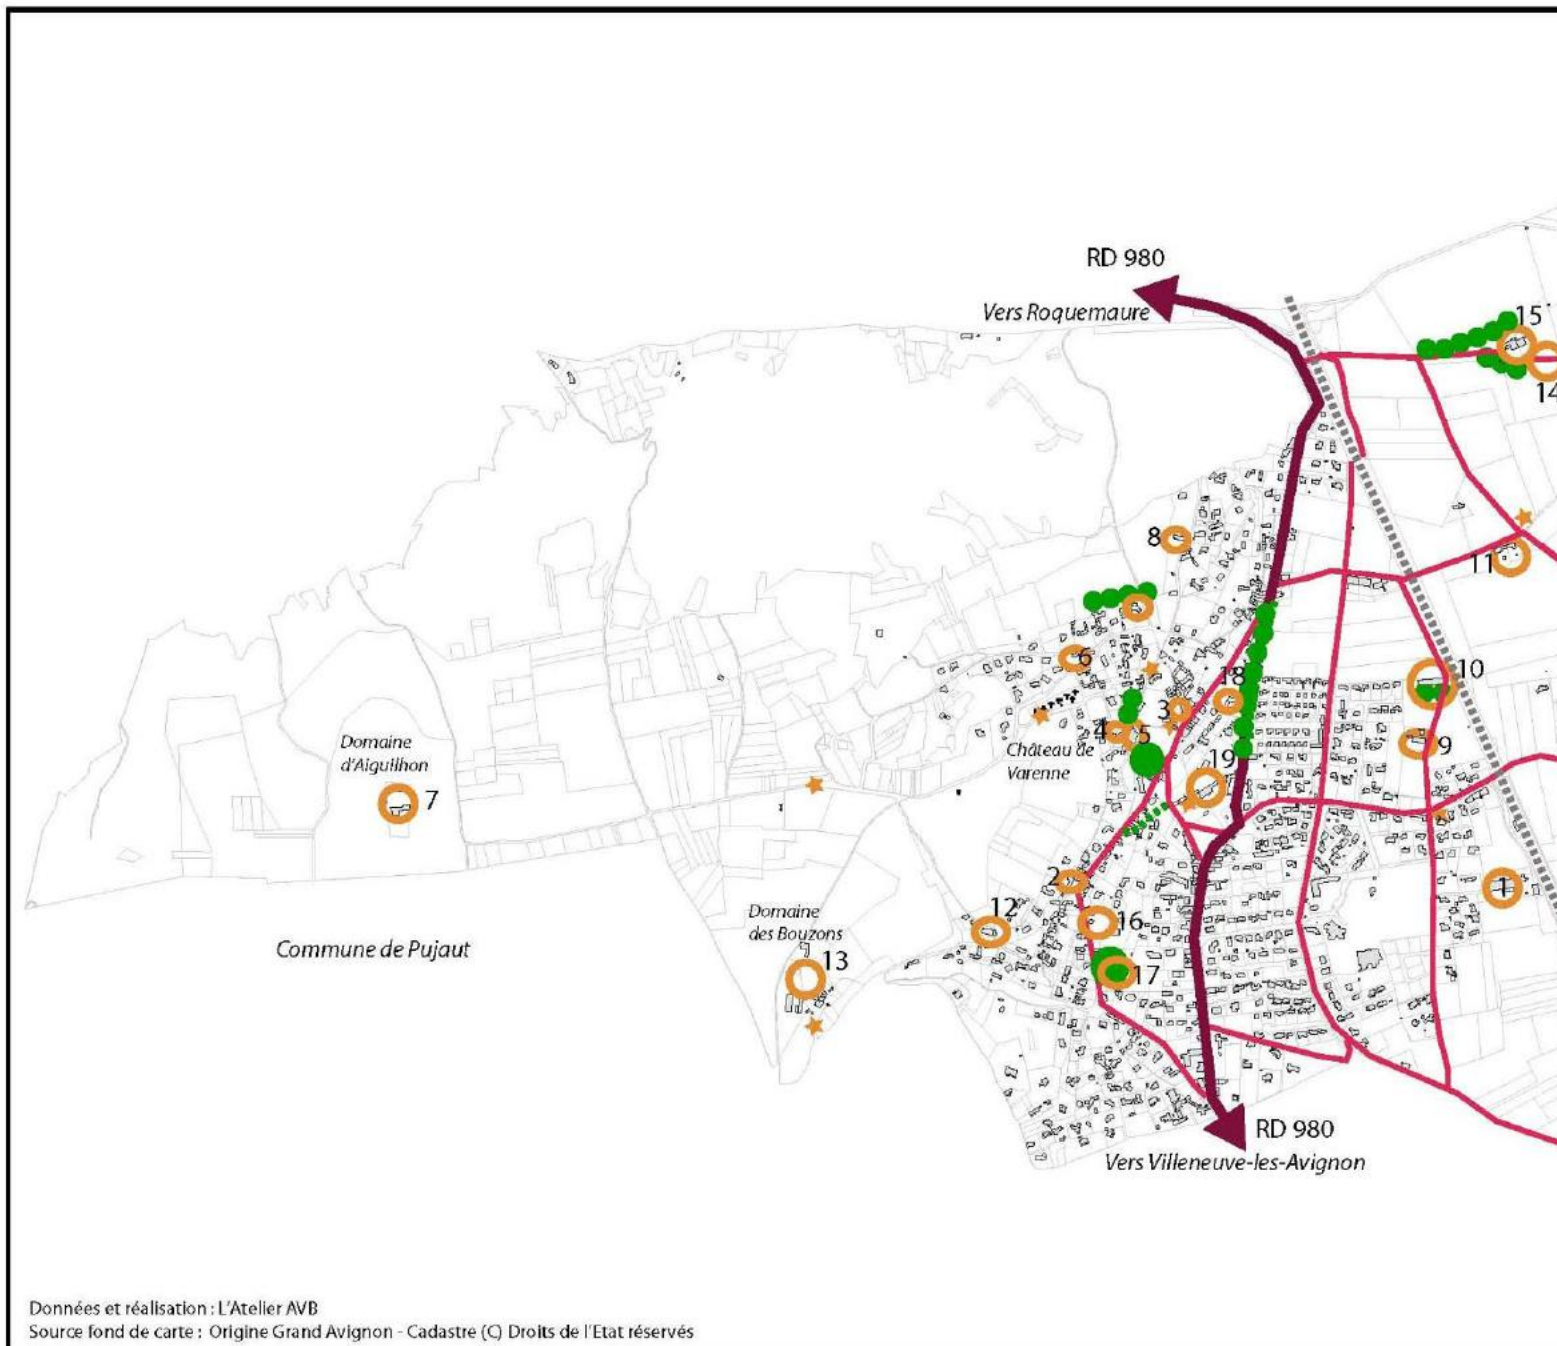 RD 980
Vers Roquemaure
15
14
8
11
6
10
18
3
4
5
9
Château de
Varenne
19
Domaine
d'Aiguilhon
7
2
1
12
16
Domaine
des Bouzons
13
17
Commune de Pujaut
RD 980
Vers Villeneuve-les-Avignon
Données et réalisation : L'Atelier AVB
Source fond de carte : Origine Grand Avignon - Cadastre (C) Droits de l'Etat réservés